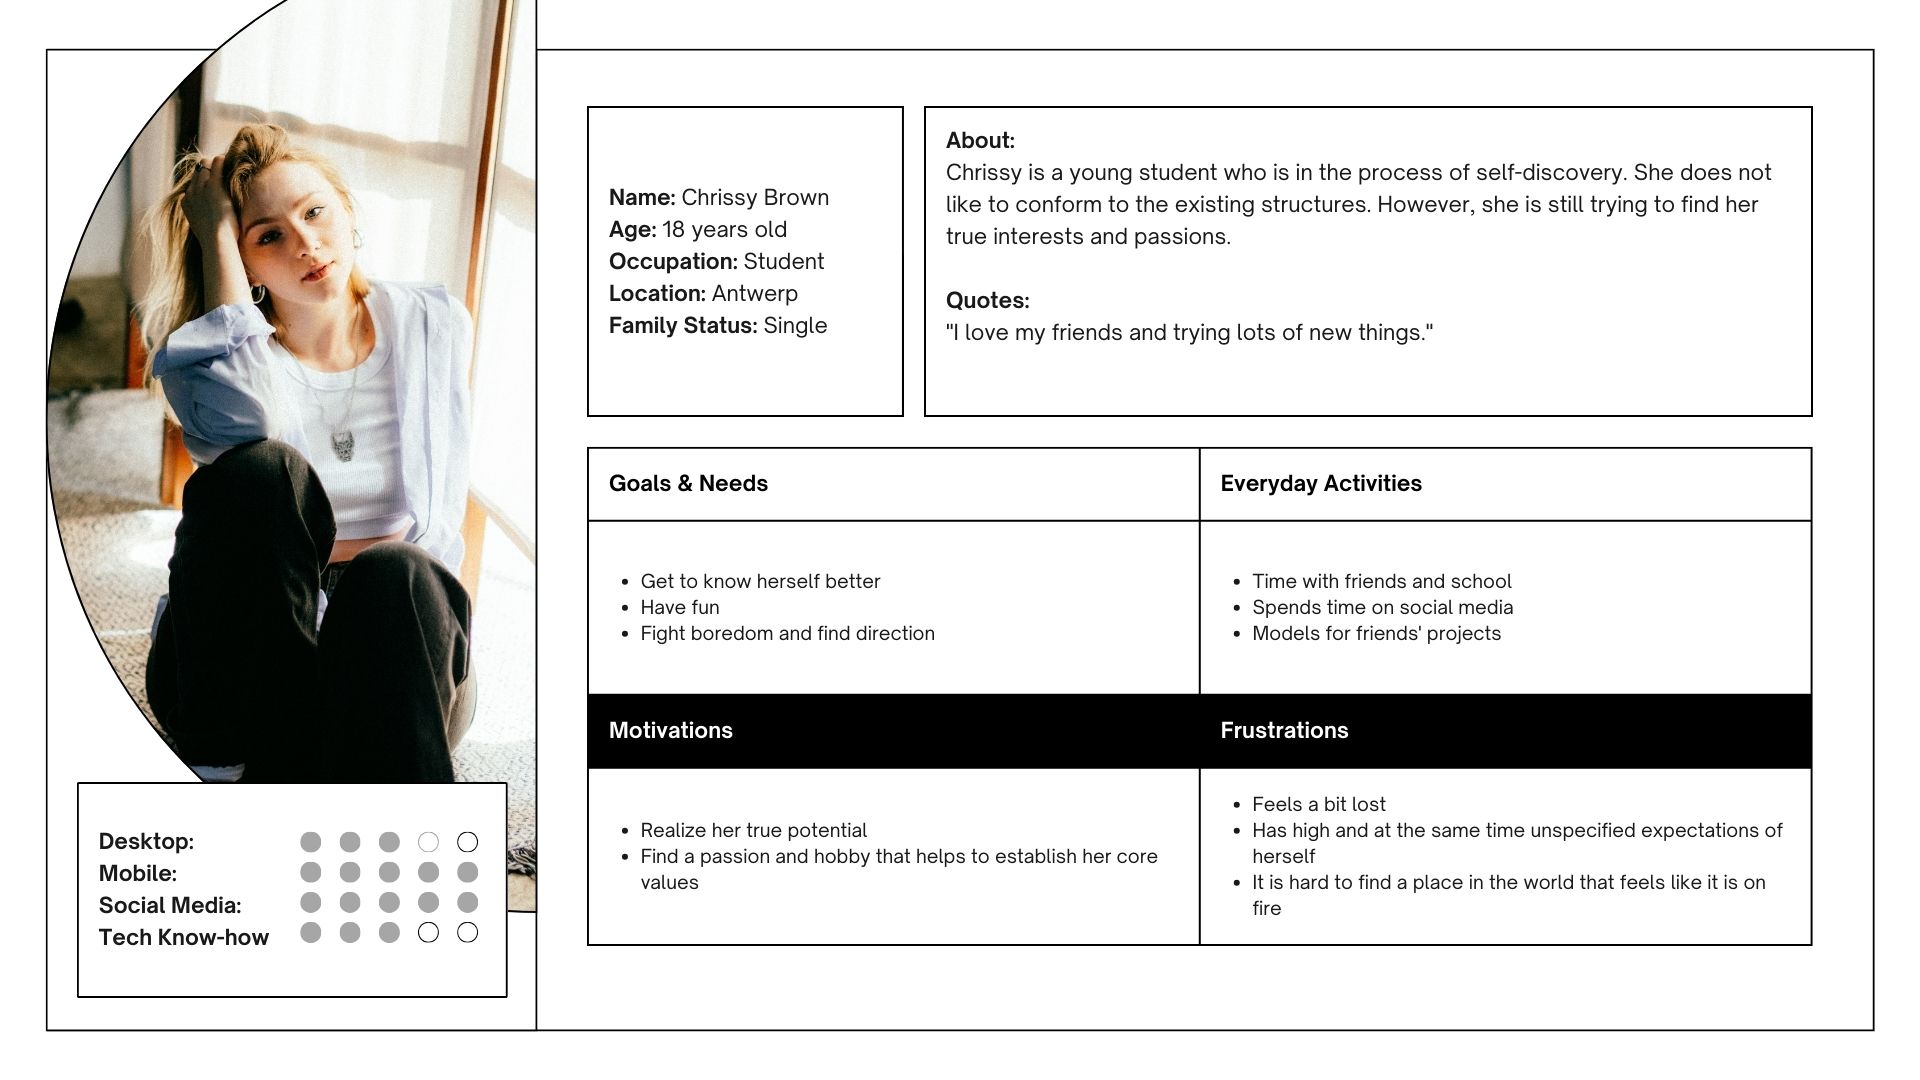 Name: Chrissy Brown
Age: 18 years old
Occupation: Student
Location: Antwerp
Family Status: Single
About:
Chrissy is a young student who is in the process of self-discovery. She does not
like to conform to the existing structures. However, she is still trying to find her
true interests and passions.
Quotes:
"I love my friends and trying lots of new things."
Goals & Needs
• Get to know herself better
• Have fun
• Fight boredom and find direction
Everyday Activities
• Time with friends and school
• Spends time on social media
• Models for friends' projects
Motivations
• Realize her true potential
• Find a passion and hobby that helps to establish her core
values
Frustrations
• Feels a bit lost
• Has high and at the same time unspecified expectations of
herself
• It is hard to find a place in the world that feels like it is on
fire
Desktop:
Mobile:
Social Media:
Tech Know-how